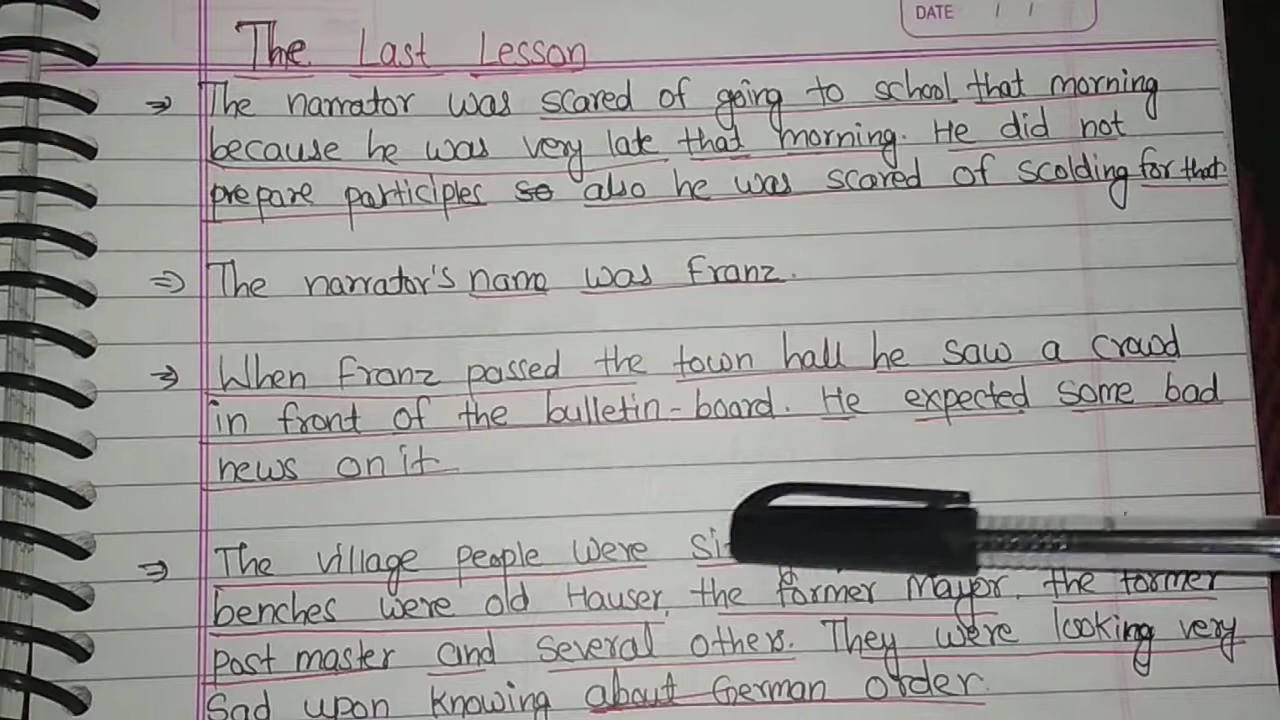 DATE / /
The Last Lesson
⇒ The narrator was scared of going to school that morning
because he was very late that morning. He did not
prepare participles so also he was scared of scolding for that.
⇒ The narrator's name was Franz.
⇒ When Franz passed the town hall he saw a crowd
in front of the bulletin-board. He expected some bad
news on it
⇒ The village people were
benches were old Hauser, the former Mayor, the former
post master and several others. They were looking very
Sad upon knowing about German order.